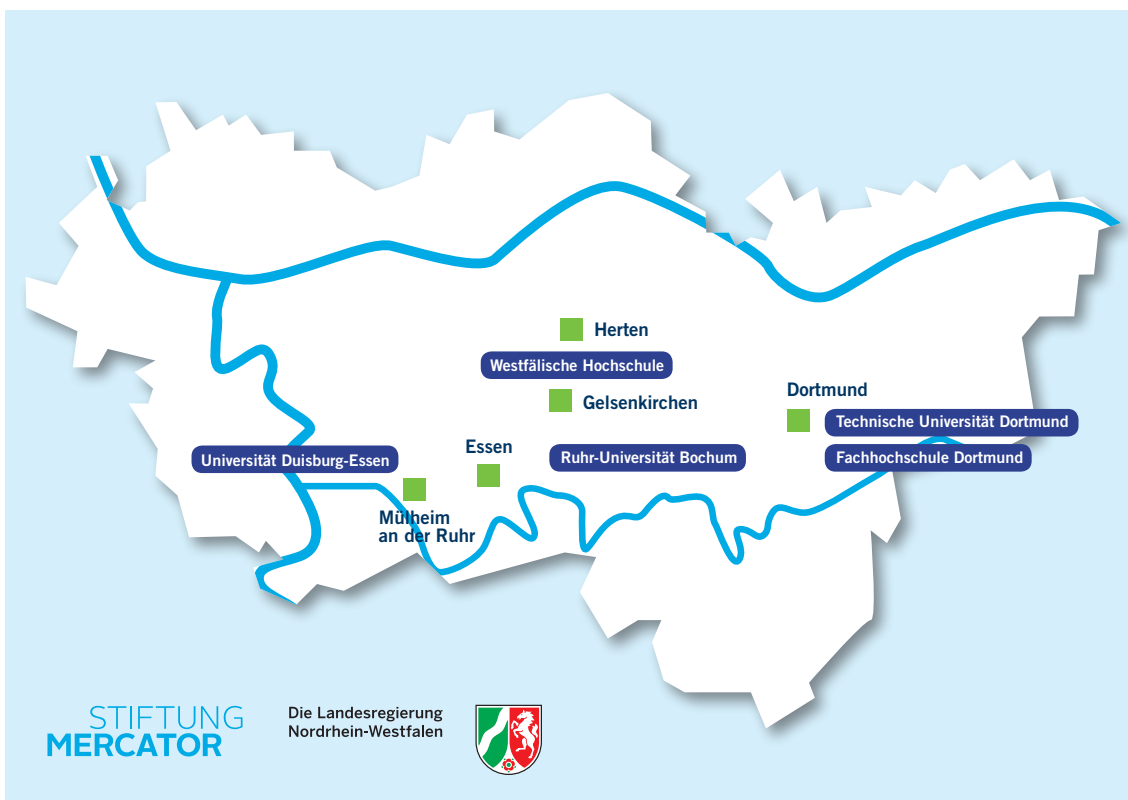 Herten
Westfälische Hochschule
Gelsenkirchen
Dortmund
Technische Universität Dortmund
Essen
Ruhr-Universität Bochum
Fachhochschule Dortmund
Universität Duisburg-Essen
Mülheim
an der Ruhr
STIFTUNG
MERCATOR
Die Landesregierung
Nordrhein-Westfalen